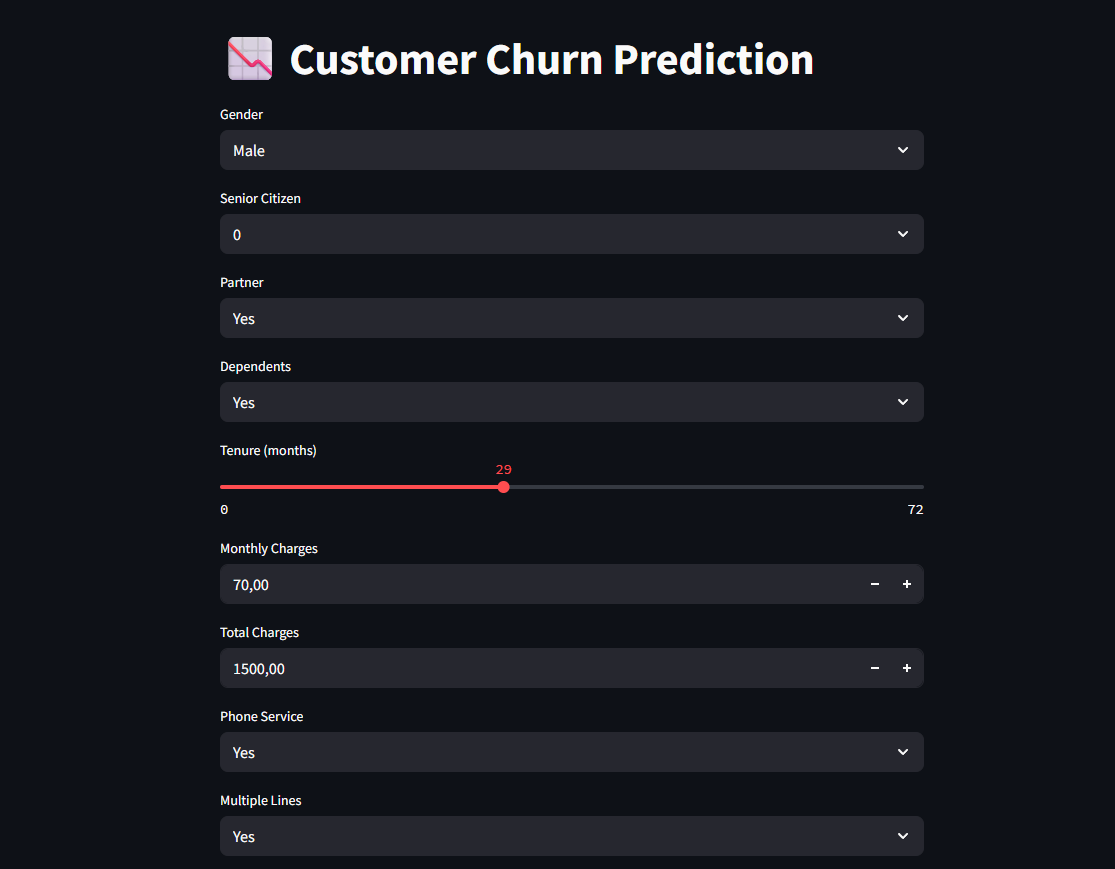 Customer Churn Prediction
Gender
Male
Senior Citizen
0
Partner
Yes
Dependents
Yes
Tenure (months)
29
0 72
Monthly Charges
70,00
Total Charges
1500,00
Phone Service
Yes
Multiple Lines
Yes